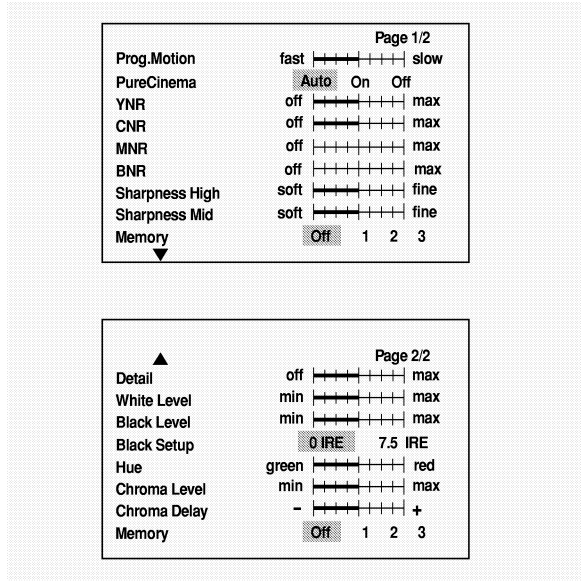 Page 1/2
Prog.Motion fast slow
PureCinema Auto On Off
YNR off max
CNR off max
MNR off max
BNR off max
Sharpness High soft fine
Sharpness Mid soft fine
Memory Off 1 2 3
Page 2/2
Detail off max
White Level min max
Black Level min max
Black Setup 0 IRE 7.5 IRE
Hue green red
Chroma Level min max
Chroma Delay - +
Memory Off 1 2 3